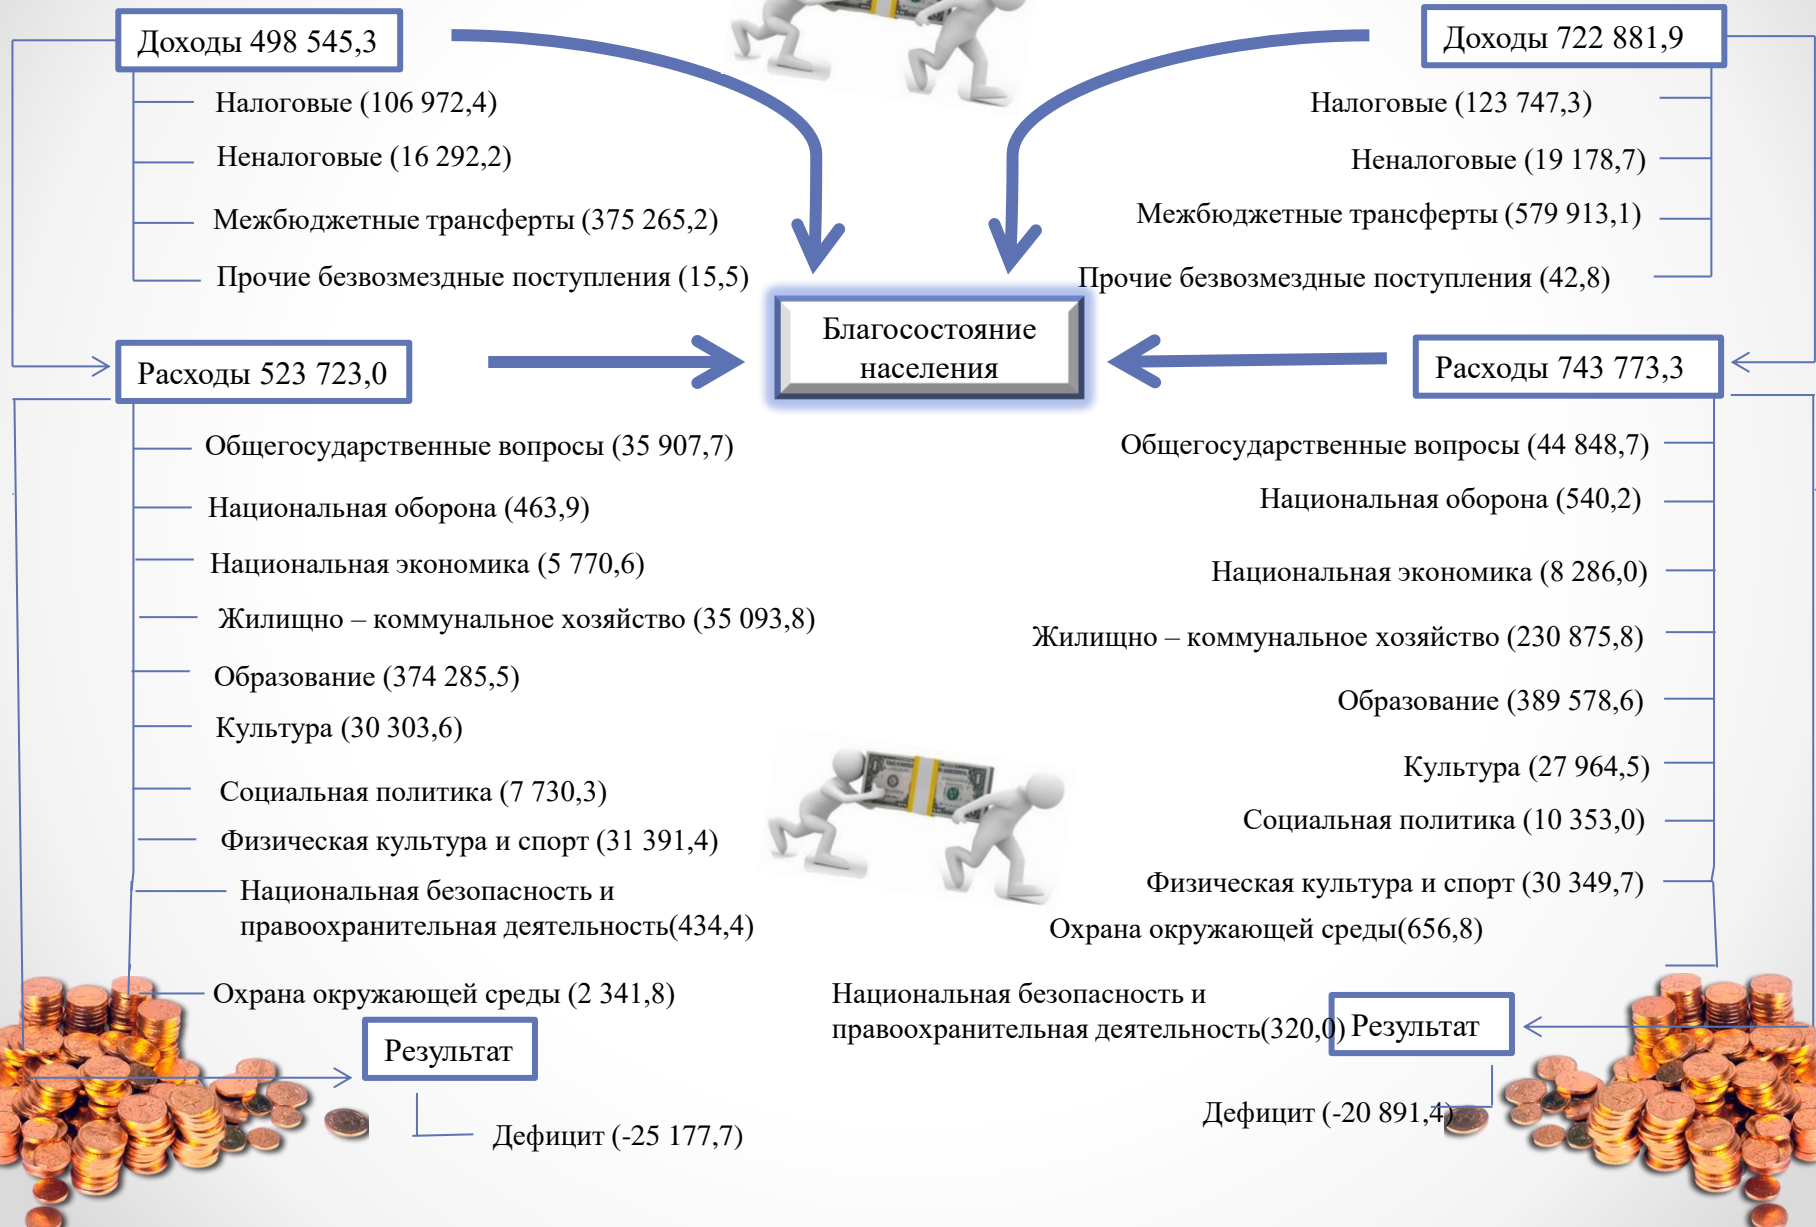 Доходы 498 545,3
Налоговые (106 972,4)
Неналоговые (16 292,2)
Межбюджетные трансферты (375 265,2)
Прочие безвозмездные поступления (15,5)
Расходы 523 723,0
Общегосударственные вопросы (35 907,7)
Национальная оборона (463,9)
Национальная экономика (5 770,6)
Жилищно – коммунальное хозяйство (35 093,8)
Образование (374 285,5)
Культура (30 303,6)
Социальная политика (7 730,3)
Физическая культура и спорт (31 391,4)
Национальная безопасность и
правоохранительная деятельность(434,4)
Охрана окружающей среды (2 341,8)
Результат
Дефицит (-25 177,7)
Благосостояние
населения
Доходы 722 881,9
Налоговые (123 747,3)
Неналоговые (19 178,7)
Межбюджетные трансферты (579 913,1)
Прочие безвозмездные поступления (42,8)
Расходы 743 773,3
Общегосударственные вопросы (44 848,7)
Национальная оборона (540,2)
Национальная экономика (8 286,0)
Жилищно – коммунальное хозяйство (230 875,8)
Образование (389 578,6)
Культура (27 964,5)
Социальная политика (10 353,0)
Физическая культура и спорт (30 349,7)
Охрана окружающей среды(656,8)
Национальная безопасность и
правоохранительная деятельность(320,0)
Результат
Дефицит (-20 891,4)